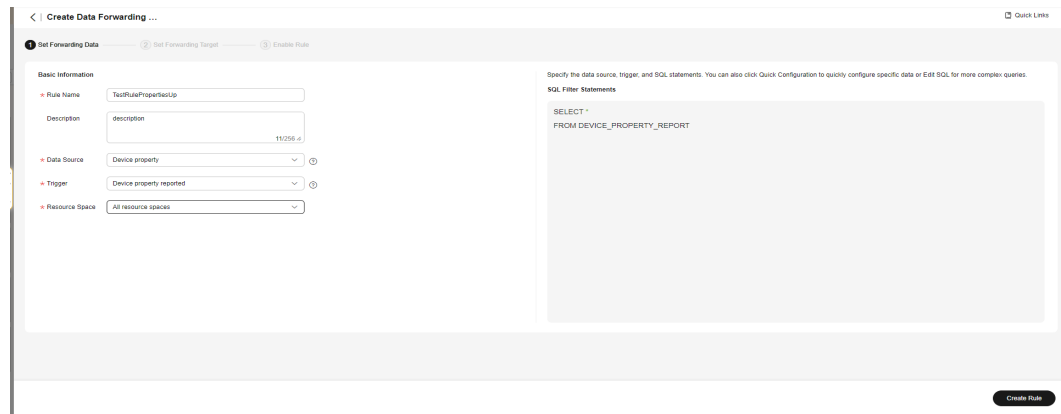 < | Create Data Forwarding ...
Quick Links
1 Set Forwarding Data 2 Set Forwarding Target 3 Enable Rule
Basic Information
* Rule Name TestRulePropertiesUp
Description description
11/256
* Data Source Device property
* Trigger Device property reported
* Resource Space All resource spaces
Specify the data source, trigger, and SQL statements. You can also click Quick Configuration to quickly configure specific data or Edit SQL for more complex queries.
SQL Filter Statements
SELECT *
FROM DEVICE_PROPERTY_REPORT
Create Rule